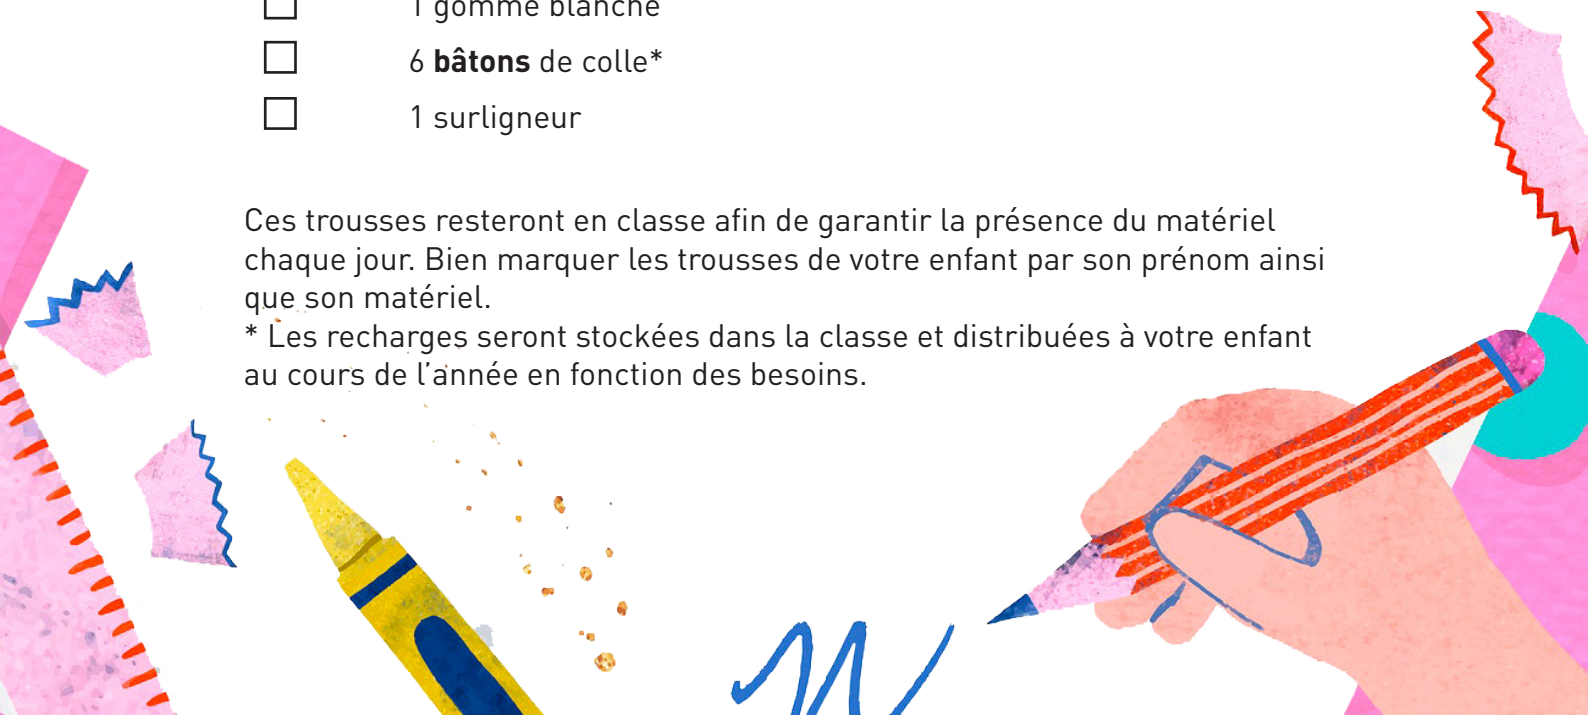 1 gomme blanche
6 bâtons de colle*
1 surligneur
Ces trousses resteront en classe afin de garantir la présence du matériel
chaque jour. Bien marquer les trousses de votre enfant par son prénom ainsi
que son matériel.
* Les recharges seront stockées dans la classe et distribuées à votre enfant
au cours de l’année en fonction des besoins.